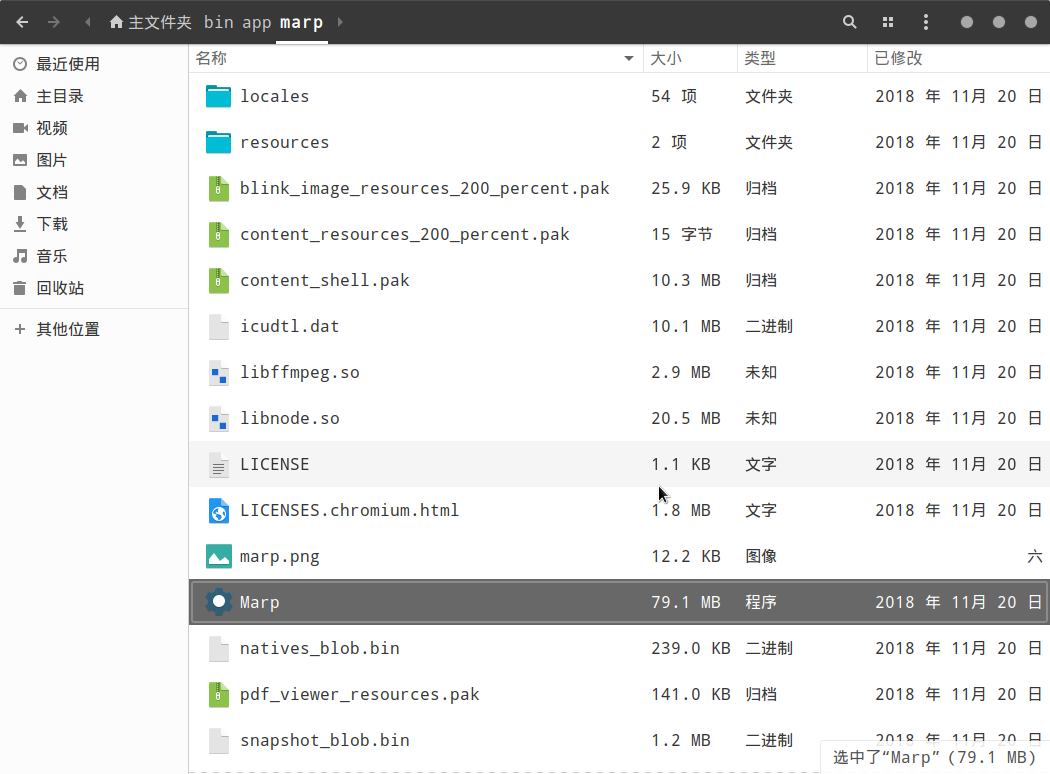 主文件夹 bin app marp
最近使用
主目录
视频
图片
文档
下载
音乐
回收站
其他位置
名称 大小 类型 已修改
locales 54 项 文件夹 2018 年 11月 20 日
resources 2 项 文件夹 2018 年 11月 20 日
blink_image_resources_200_percent.pak 25.9 KB 归档 2018 年 11月 20 日
content_resources_200_percent.pak 15 字节 归档 2018 年 11月 20 日
content_shell.pak 10.3 MB 归档 2018 年 11月 20 日
icudtl.dat 10.1 MB 二进制 2018 年 11月 20 日
libffmpeg.so 2.9 MB 未知 2018 年 11月 20 日
libnode.so 20.5 MB 未知 2018 年 11月 20 日
LICENSE 1.1 KB 文字 2018 年 11月 20 日
LICENSES.chromium.html 1.8 MB 文字 2018 年 11月 20 日
marp.png 12.2 KB 图像 六
Marp 79.1 MB 程序 2018 年 11月 20 日
natives_blob.bin 239.0 KB 二进制 2018 年 11月 20 日
pdf_viewer_resources.pak 141.0 KB 归档 2018 年 11月 20 日
snapshot_blob.bin 1.2 MB 二进制 2018 年 11月 20 日
选中了“Marp” (79.1 MB)